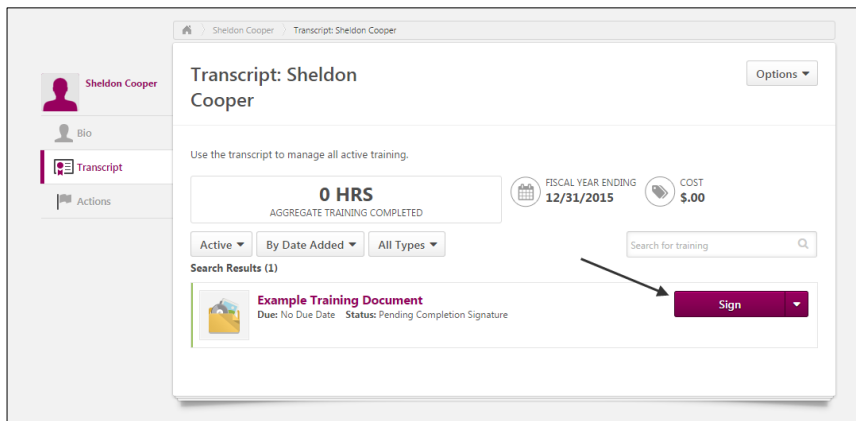 Sheldon Cooper Transcript: Sheldon Cooper
Sheldon Cooper
Bio
Transcript
Actions
Transcript: Sheldon
Cooper
Options
Use the transcript to manage all active training.
0 HRS
AGGREGATE TRAINING COMPLETED
FISCAL YEAR ENDING
12/31/2015
COST
$.00
Active By Date Added All Types Search for training
Search Results (1)
Example Training Document
Due: No Due Date Status: Pending Completion Signature
Sign